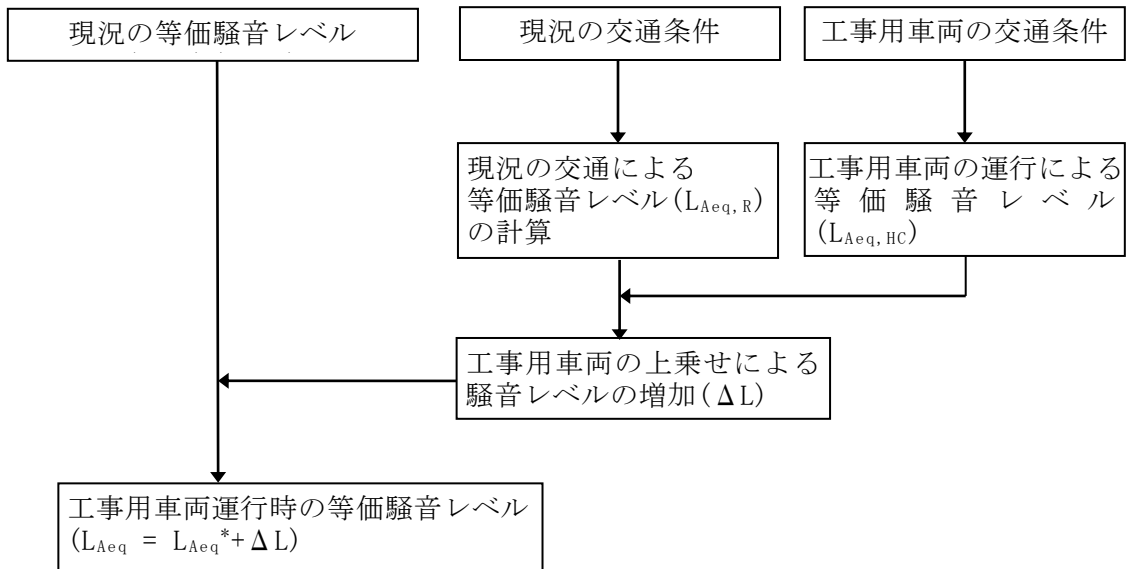 現況の等価騒音レベル
現況の交通条件
工事用車両の交通条件
現況の交通による
等価騒音レベル(L_Aeq,R)
の計算
工事用車両の運行による
等価騒音レベル
(L_Aeq,HC)
工事用車両の上乗せによる
騒音レベルの増加(ΔL)
工事用車両運行時の等価騒音レベル
(L_Aeq = L_Aeq*+ΔL)